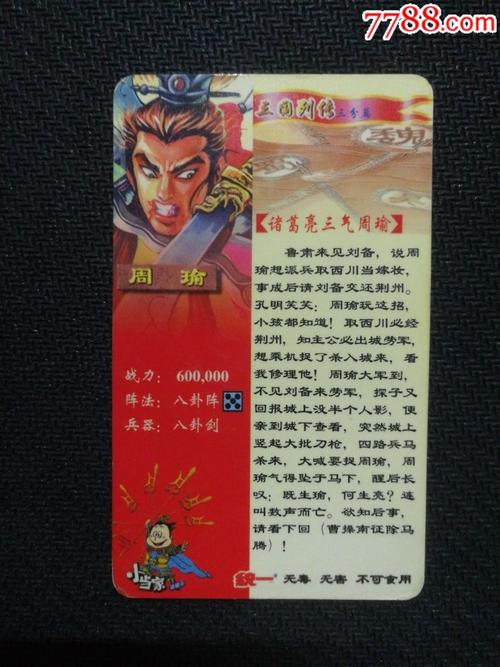 7788.com
三国列传三分篇
【诸葛亮三气周瑜】
周瑜
鲁肃来见刘备，说周
瑜想派兵取西川当嫁妆，
事成后请刘备交还荆州。
孔明笑笑：周瑜玩这招，
小孩都知道！取西川必经
荆州，知主公必出城劳军，
想乘机捉了杀入城来，看
我修理他！周瑜大军到，
不见刘备来劳军，探子又
回报城上没半个人影，便
亲到城下查看，突然城上
竖起大批刀枪，四路兵马
杀来，大喊要捉周瑜，周
瑜气得坠于马下，醒后长
叹：既生瑜，何生亮？连
叫数声而亡。欲知后事，
请看下回（曹操南征除马
腾）！
战力：600,000
阵法：八卦阵
兵器：八卦剑
小当家
统一 无毒 无害 不可食用